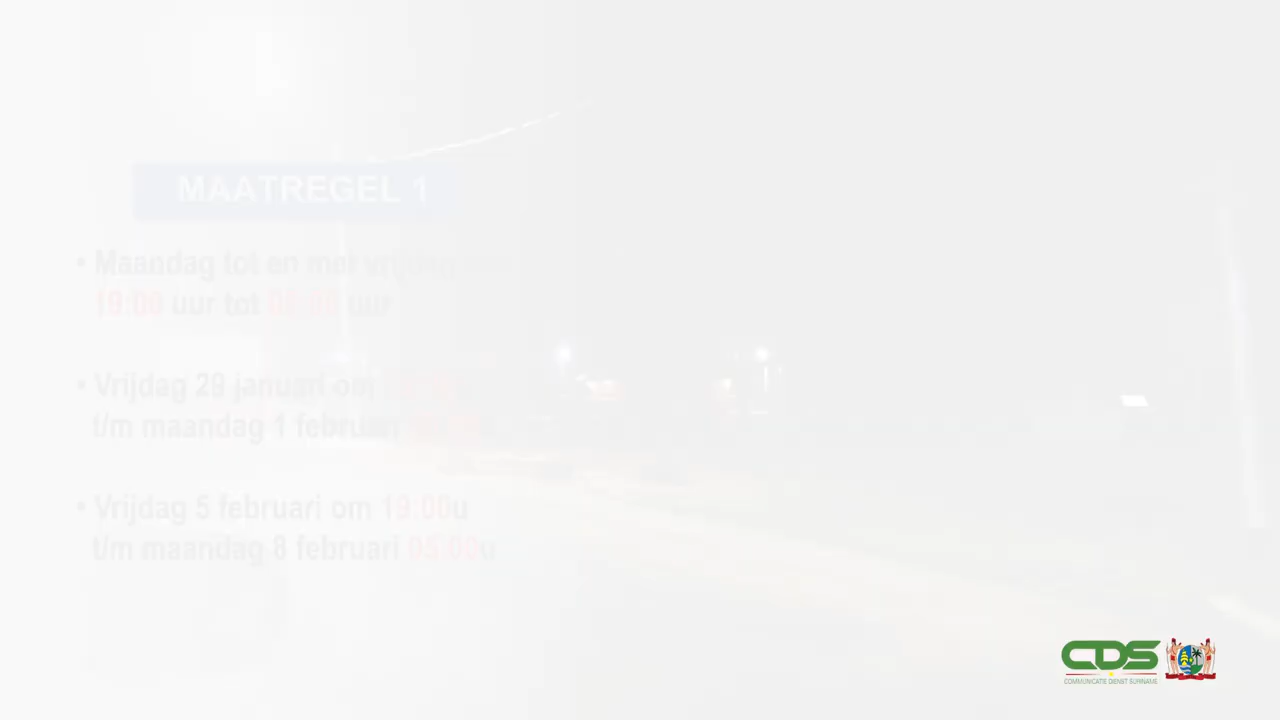 MAATREGEL 1
• Maandag tot en met vrijdag
19.00 uur tot uur
• Vrijdag 29 januari om
t/m maandag 1 februari
• Vrijdag 5 februari om 19.00u
t/m maandag 8 februari 05.00u
CDS
COMMUNICATIE DIENST SURINAME